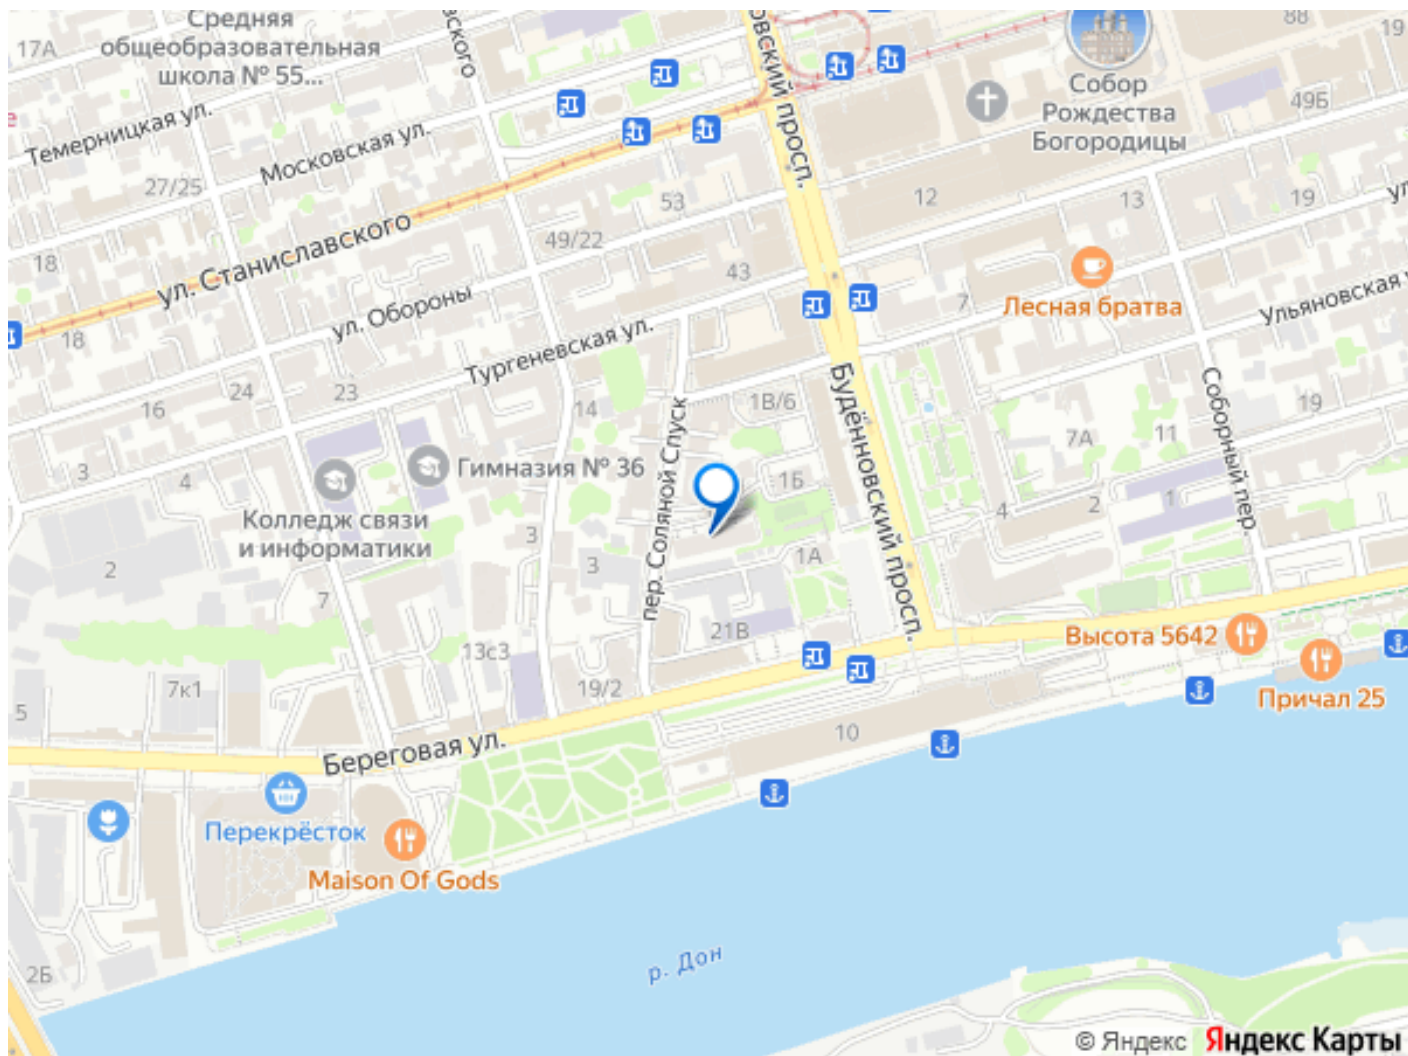 Средняя
общеобразовательная
школа № 55...
17А
88
19
49Б
Собор
Рождества
Богородицы
Темерницкая ул.
Московская ул.
27/25
53
12
13
19
ул. Станиславского
49/22
43
18
18
ул. Обороны
Лесная братва
7
Ульяновская
Тургеневская ул.
24
23
16
14
1В/6
Будённовский просп.
Соборный пер.
19
7А
11
3
4
Гимназия № 36
пер. Соляной Спуск
1Б
Колледж связи
и информатики
3
3
1А
4
2
1
2
7
21В
13с3
Высота 5642
7к1
19/2
Причал 25
5
10
Береговая ул.
Перекрёсток
Maison Of Gods
р. Дон
2Б
© Яндекс Яндекс Карты